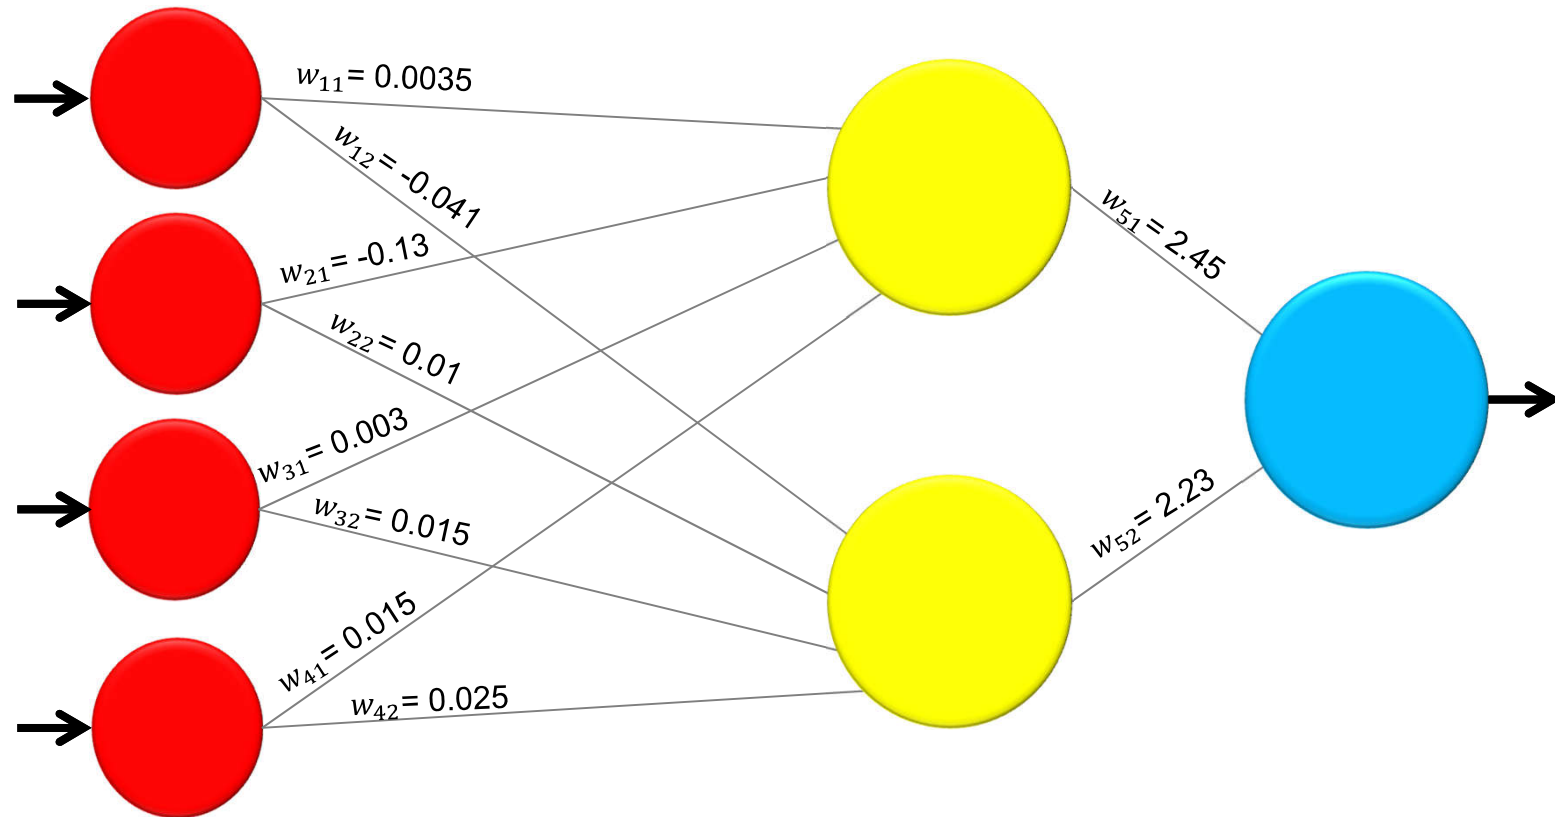 w₁₁= 0.0035
w₁₂= -0.041
w₂₁= -0.13
w₂₂= 0.01
w₃₁= 0.003
w₃₂= 0.015
w₄₁= 0.015
w₄₂= 0.025
w₅₁= 2.45
w₅₂= 2.23